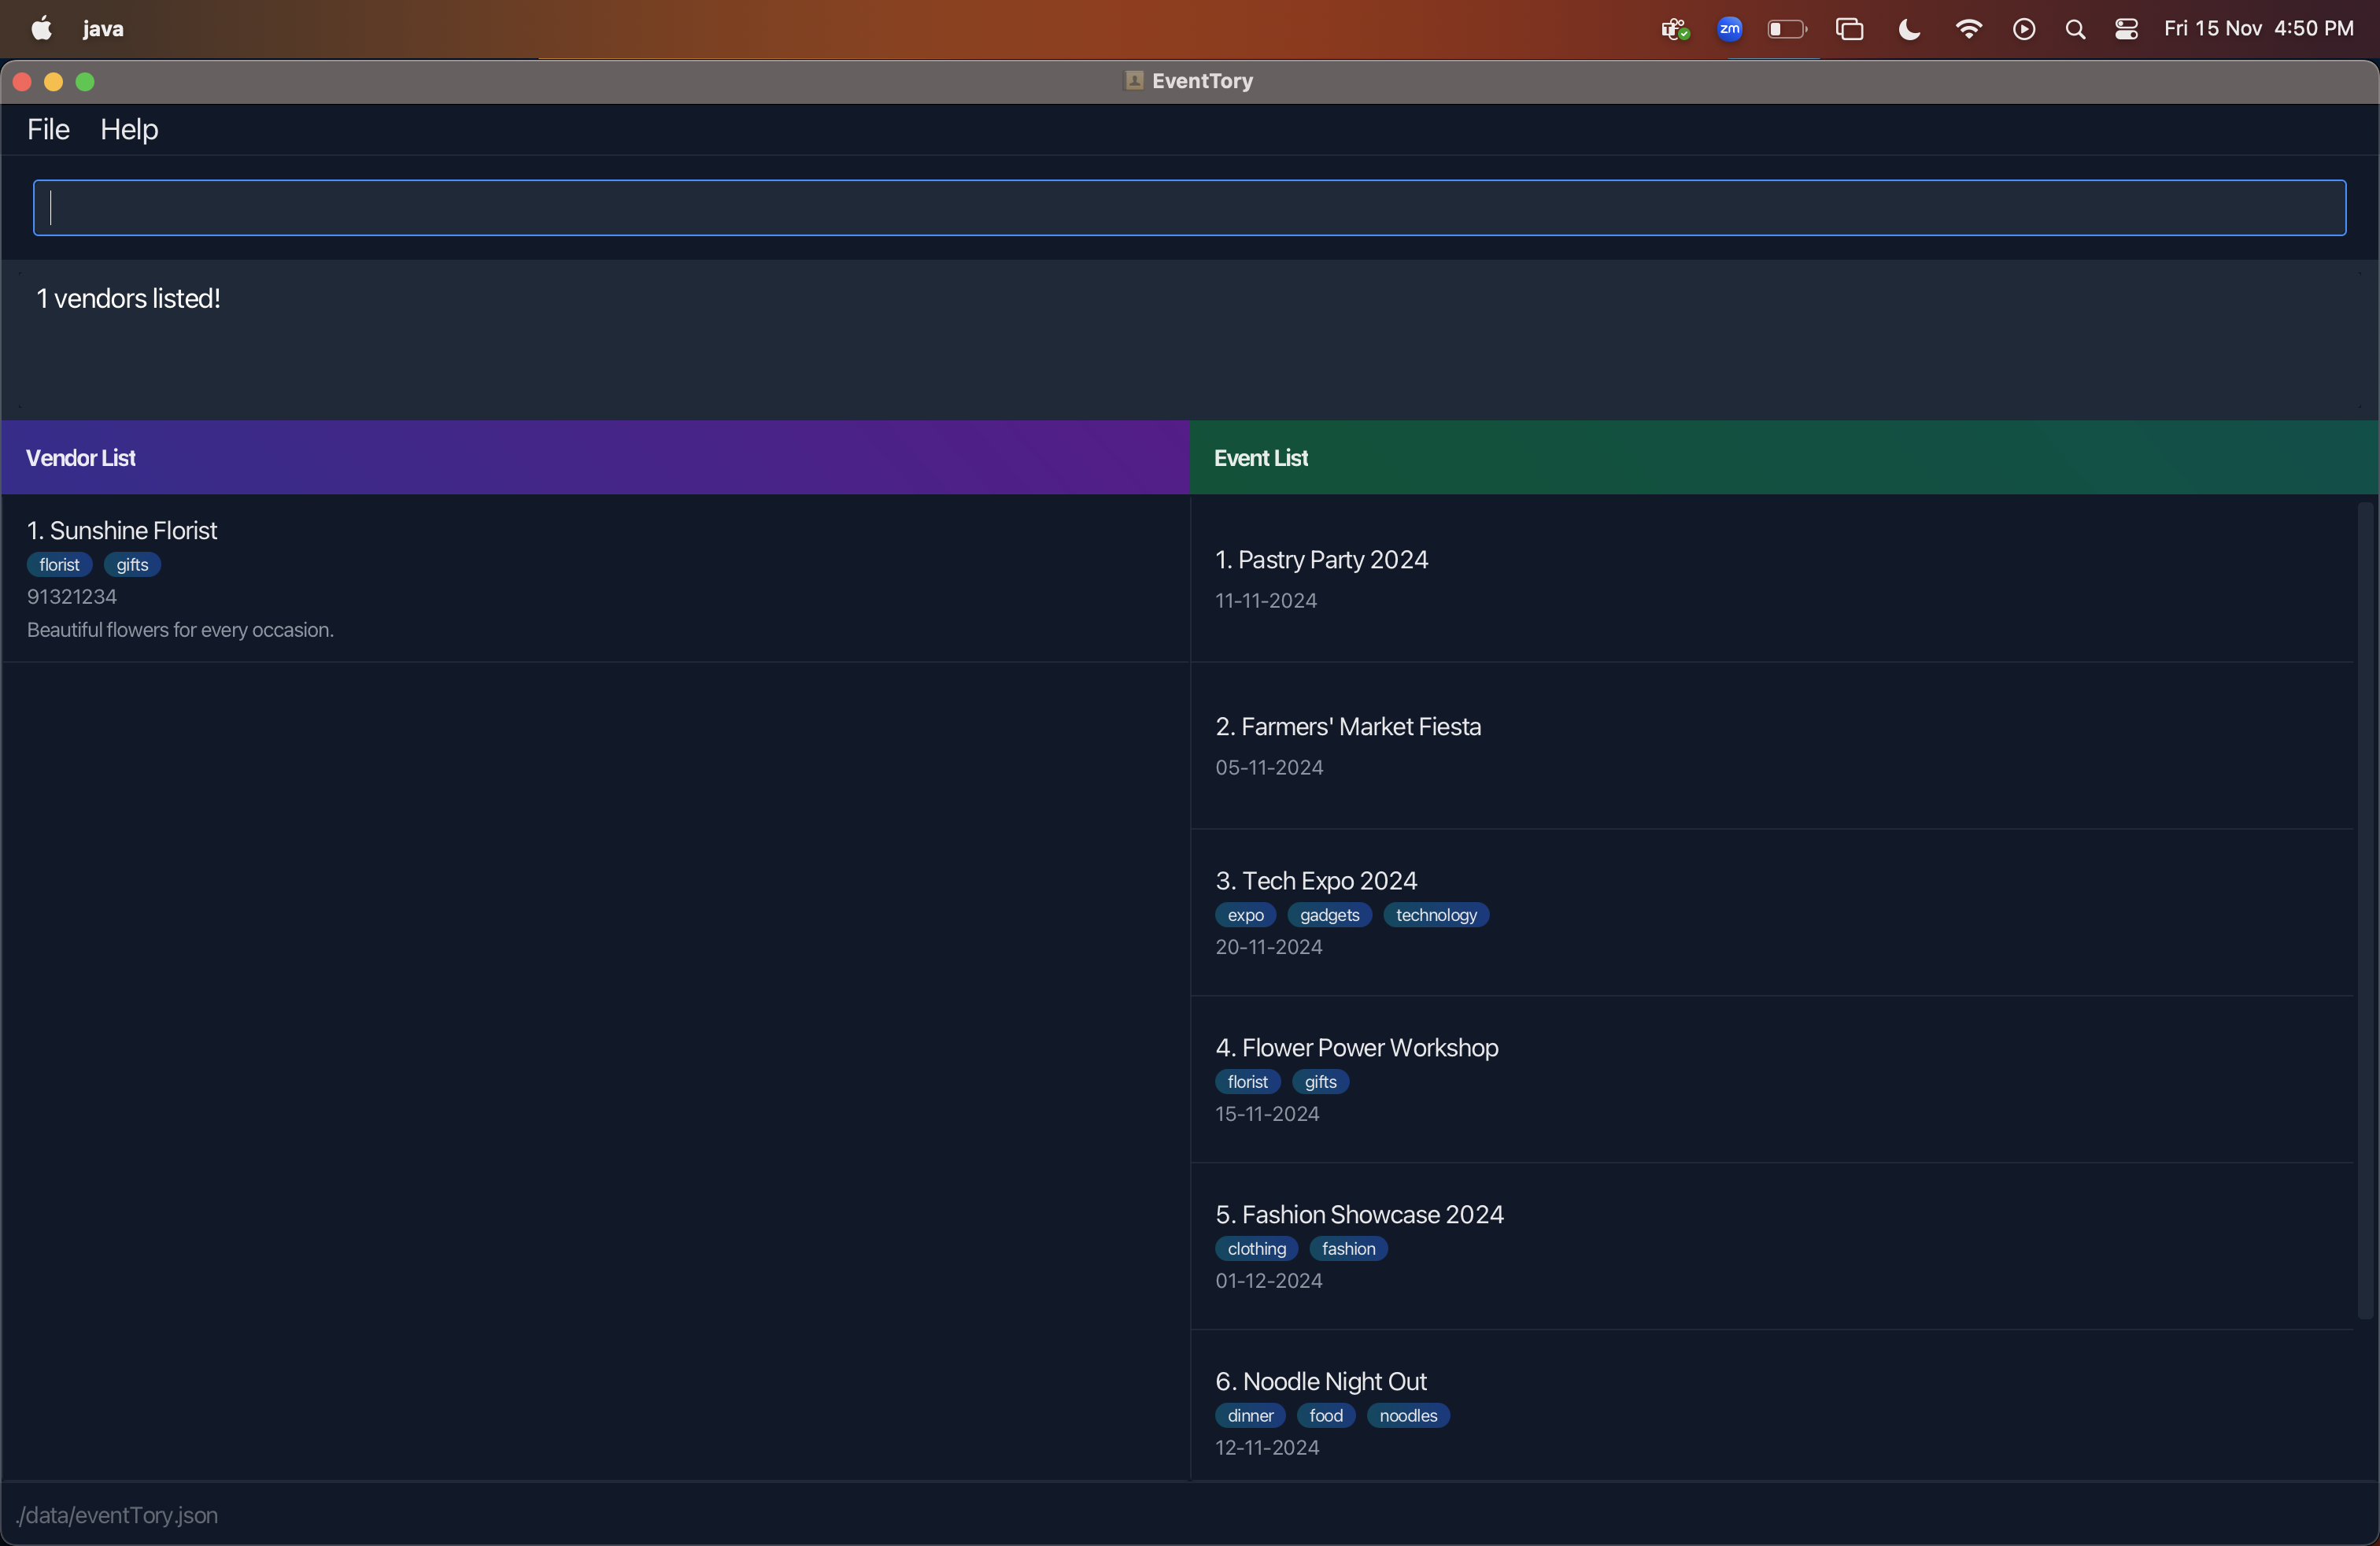 java
zm
Fri 15 Nov 4:50 PM
EventTory
File Help
1 vendors listed!
Vendor List
1. Sunshine Florist
florist gifts
91321234
Beautiful flowers for every occasion.
Event List
1. Pastry Party 2024
11-11-2024
2. Farmers' Market Fiesta
05-11-2024
3. Tech Expo 2024
expo gadgets technology
20-11-2024
4. Flower Power Workshop
florist gifts
15-11-2024
5. Fashion Showcase 2024
clothing fashion
01-12-2024
6. Noodle Night Out
dinner food noodles
12-11-2024
./data/eventTory.json